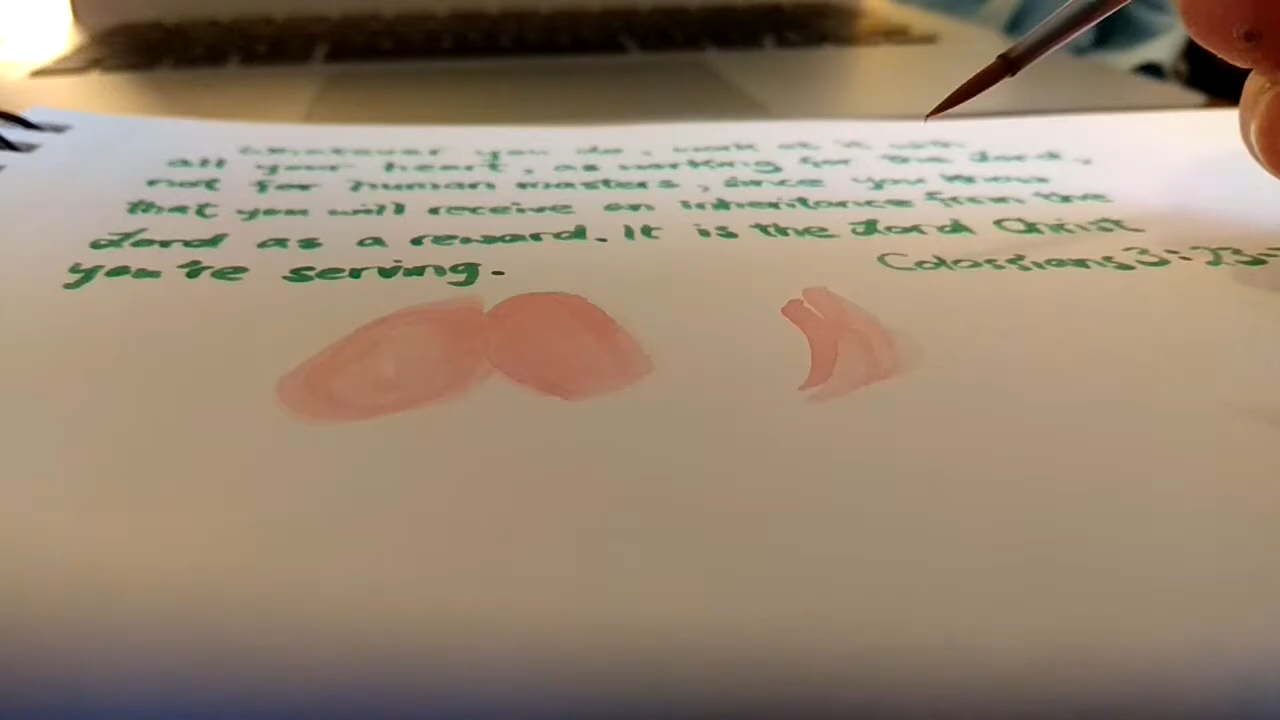 whatever you do, work at it with
all your heart, as working for the Lord,
not for human masters, since you know
that you will receive an inheritance from the
Lord as a reward. It is the Lord Christ
you're serving.
Colossians 3:23-